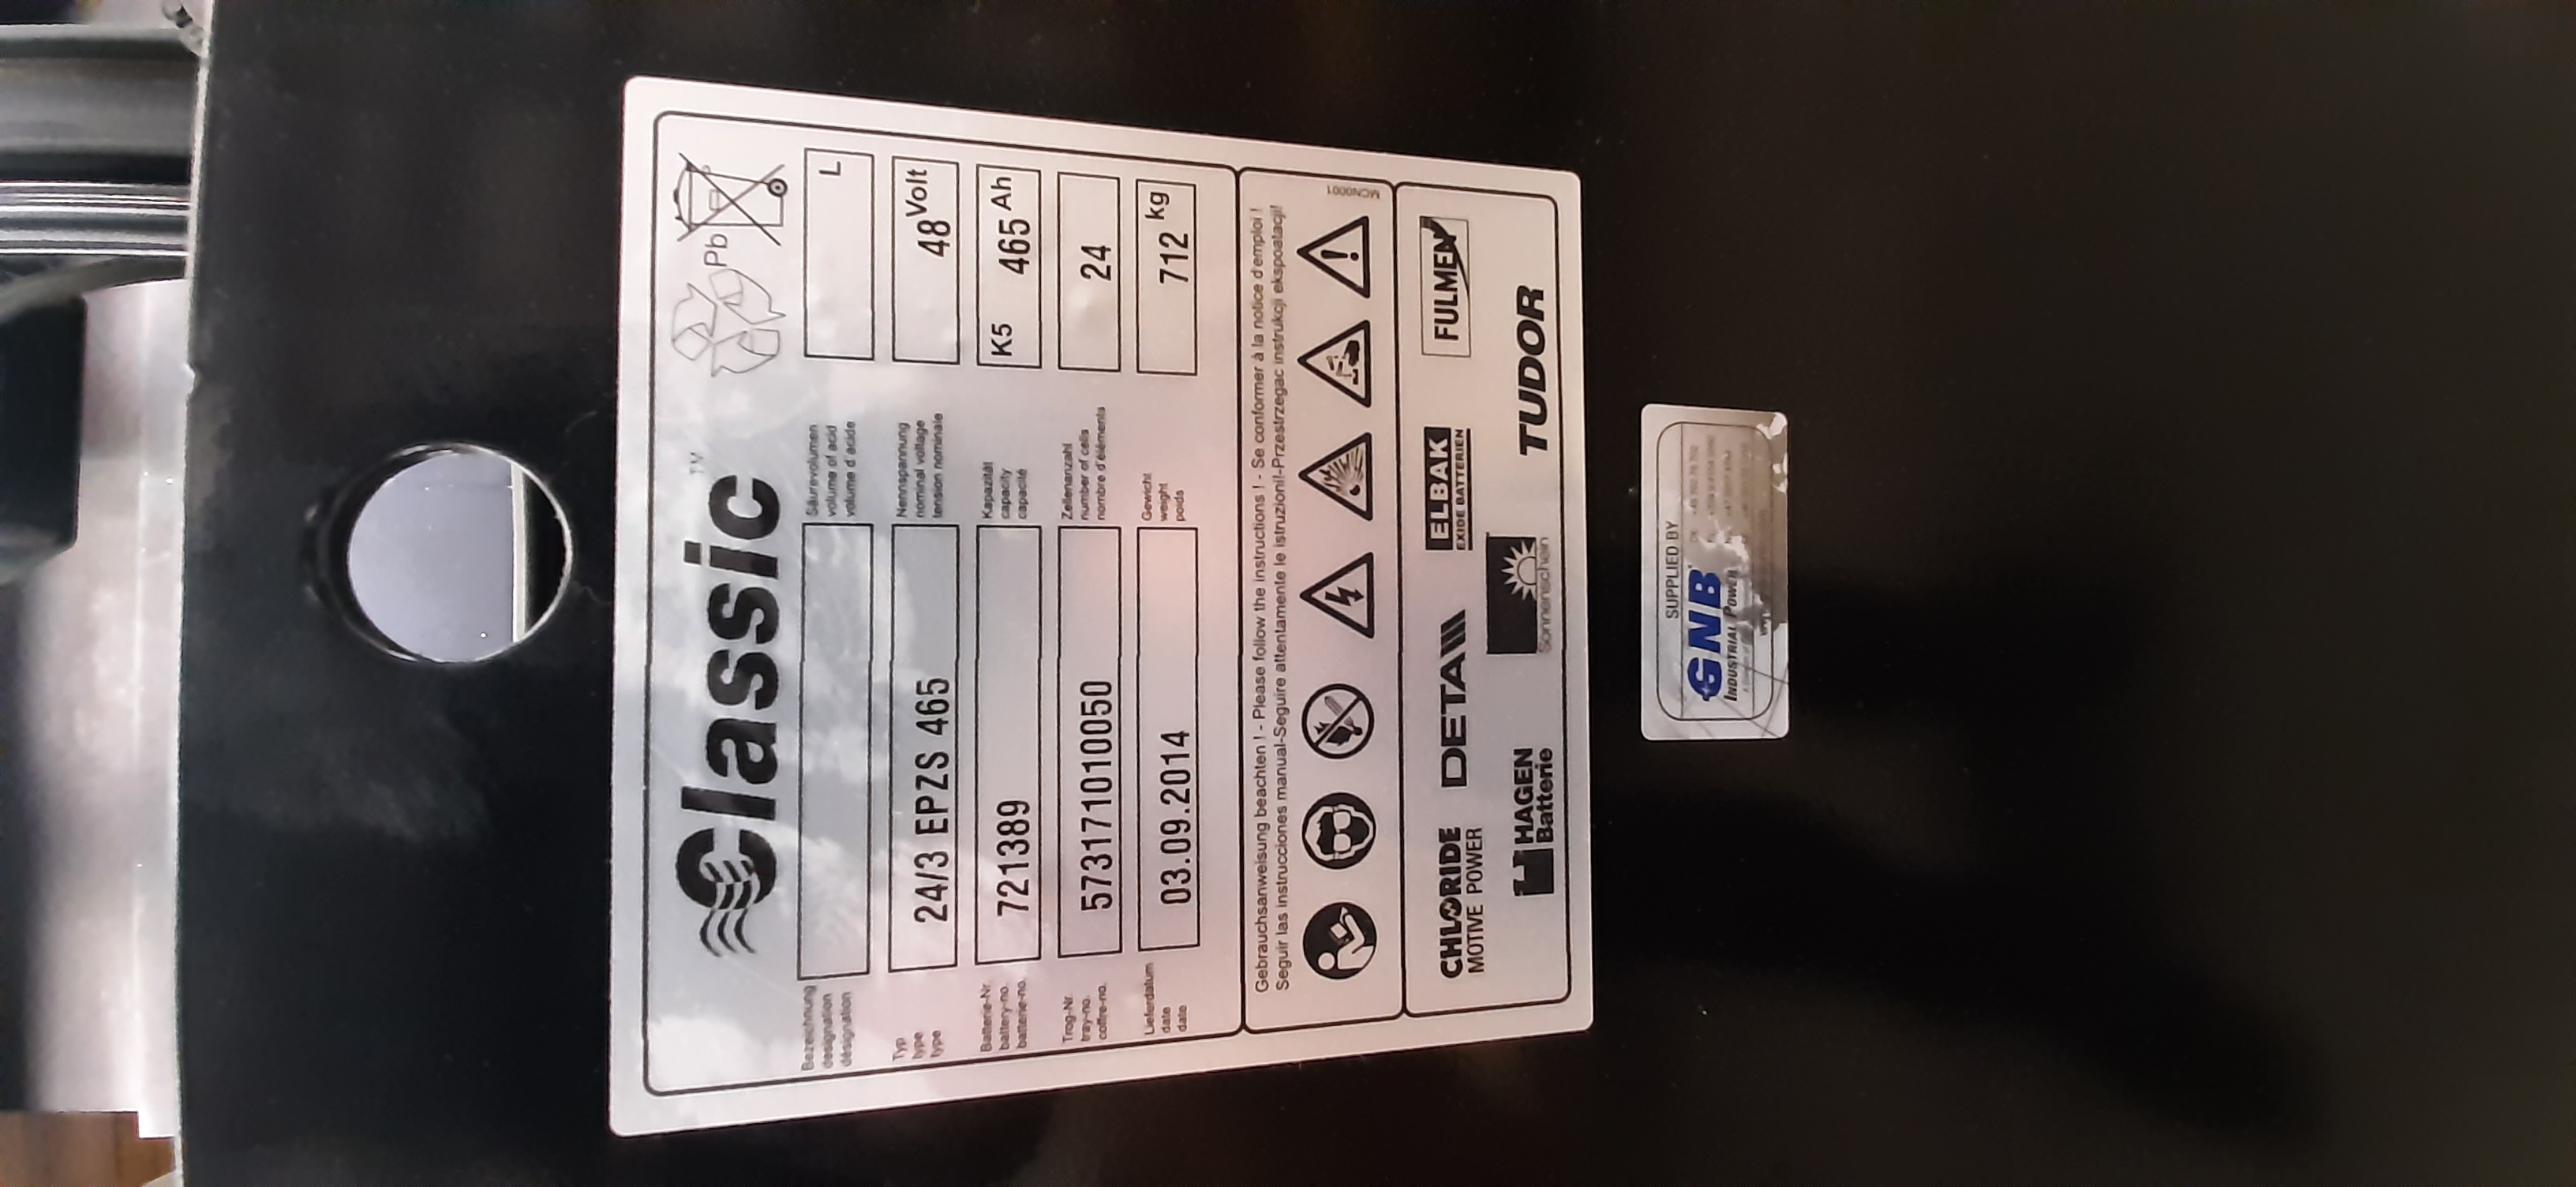 Classic™
Pb
Bezeichnung
designation
désignation
Säurevolumen
volume of acid
volume d'acide
L
Typ
type
type
24/3 EPZS 465
Nennspannung
nominal voltage
tension nominale
48 Volt
Batterie-Nr.
battery-no.
batterie-no.
721389
Kapazität
capacity
capacité
K5 465 Ah
Trog-Nr.
tray-no.
coffre-no.
57317101O0050
Zellenanzahl
number of cells
nombre d'éléments
24
Lieferdatum
date
date
03.09.2014
Gewicht
weight
poids
712 kg
Gebrauchsanweisung beachten ! - Please follow the instructions ! - Se conformer à la notice d'emploi !
Seguir las instrucciones manual-Seguire attentamente le istruzioni!-Przestrzegac instrukcji ekspoatacji!
MCN0001
CHLORIDE
MOTIVE POWER
DETA
ELBAK
EXIDE BATTERIEN
FULMEN
HAGEN
Batterie
Sonnenschein
TUDOR
SUPPLIED BY
GNB
INDUSTRIAL POWER